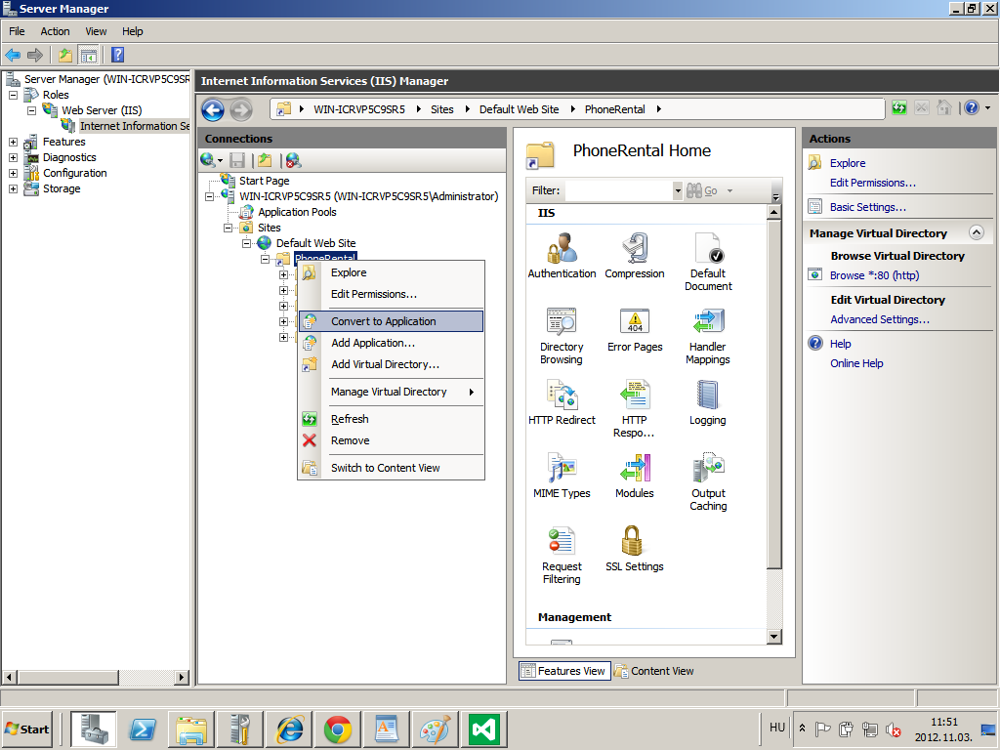 Server Manager
File Action View Help
Server Manager (WIN-ICRVP5C9SR
Roles
Web Server (IIS)
Internet Information Se
Features
Diagnostics
Configuration
Storage
Internet Information Services (IIS) Manager
WIN-ICRVP5C9SR5 Sites Default Web Site PhoneRental
Connections
Start Page
WIN-ICRVP5C9SR5 (WIN-ICRVP5C9SR5\Administrator)
Application Pools
Sites
Default Web Site
PhoneRental
Explore
Edit Permissions...
Convert to Application
Add Application...
Add Virtual Directory...
Manage Virtual Directory
Refresh
Remove
Switch to Content View
PhoneRental Home
Filter: Go
IIS
Authentication
Compression
Default
Document
Directory
Browsing
404
Error Pages
Handler
Mappings
HTTP Redirect
HTTP
Respo...
Logging
MIME Types
Modules
Output
Caching
Request
Filtering
SSL Settings
Management
Features View Content View
Actions
Explore
Edit Permissions...
Basic Settings...
Manage Virtual Directory
Browse Virtual Directory
Browse *:80 (http)
Edit Virtual Directory
Advanced Settings...
Help
Online Help
Start
HU
11:51
2012.11.03.